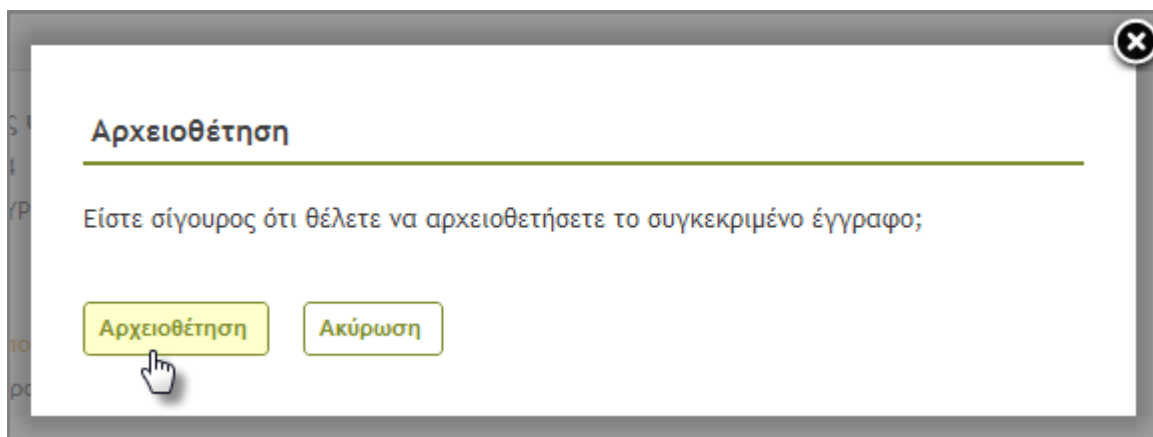 Αρχειοθέτηση
Είστε σίγουρος ότι θέλετε να αρχειοθετήσετε το συγκεκριμένο έγγραφο;
Αρχειοθέτηση Ακύρωση